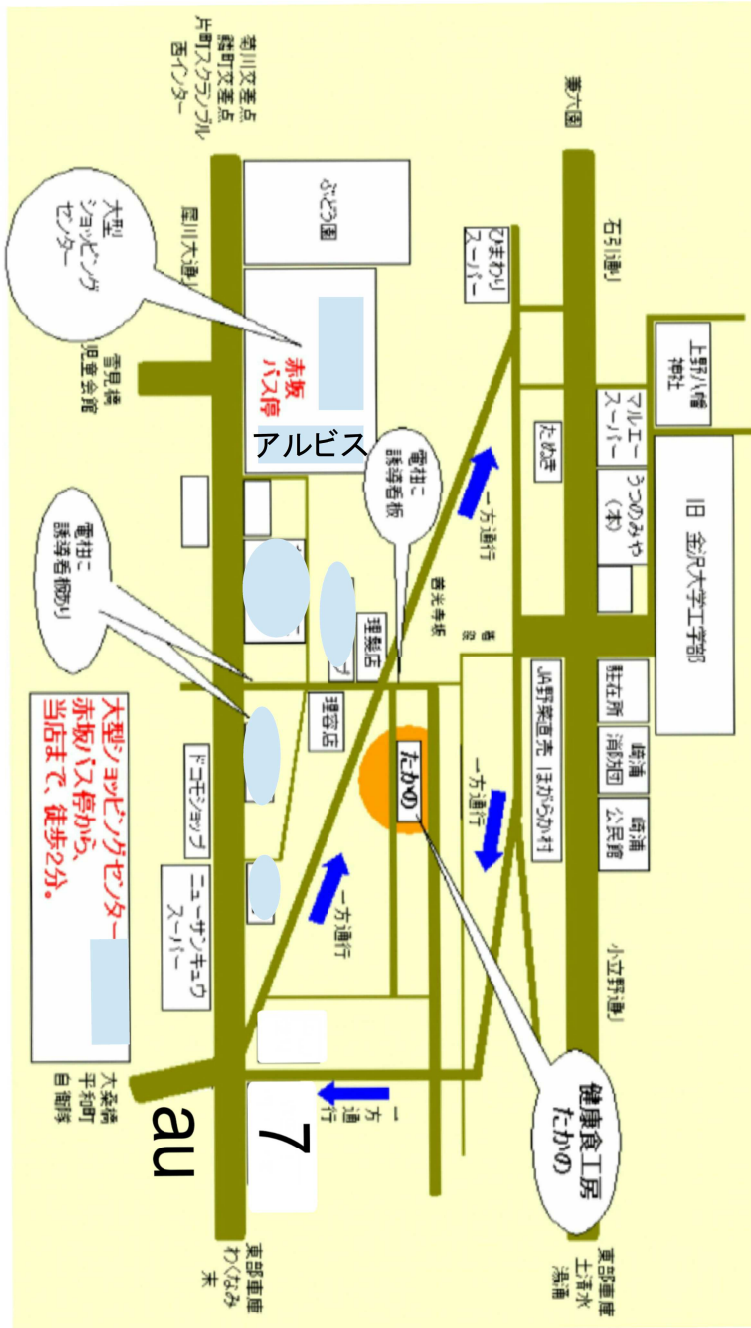 上野八幡
神社
旧 金沢大学工学部
石引通り
マルエー
スーパー
うつのみや
(本)
駐在所
崎浦
消防団
崎浦
公民館
小立野通り
兼六園
東部車庫
土清水
湯涌
ひまわり
スーパー
ためき
JA野菜直売 ほがらか村
健康食工房
たかの
一方通行
一方通行
善光寺坂
電柱に
誘導看板
たかの
ぶどう園
理髪店
プ
理容店
一方通行
一方
通
行
赤坂
バス停
アルビス
7
菊川交差点
鱗町交差点
片町スクランブル
西インター
東部車庫
わくなみ
末
犀川大通り
大型
ショッピング
センター
雪見橋
児童会館
電柱に
誘導看板あり
ドコモショップ
ニューサンキュウ
スーパー
au
大桑橋
平和町
自衛隊
大型ショッピングセンター
赤坂バス停から、
当店まで、徒歩2分。